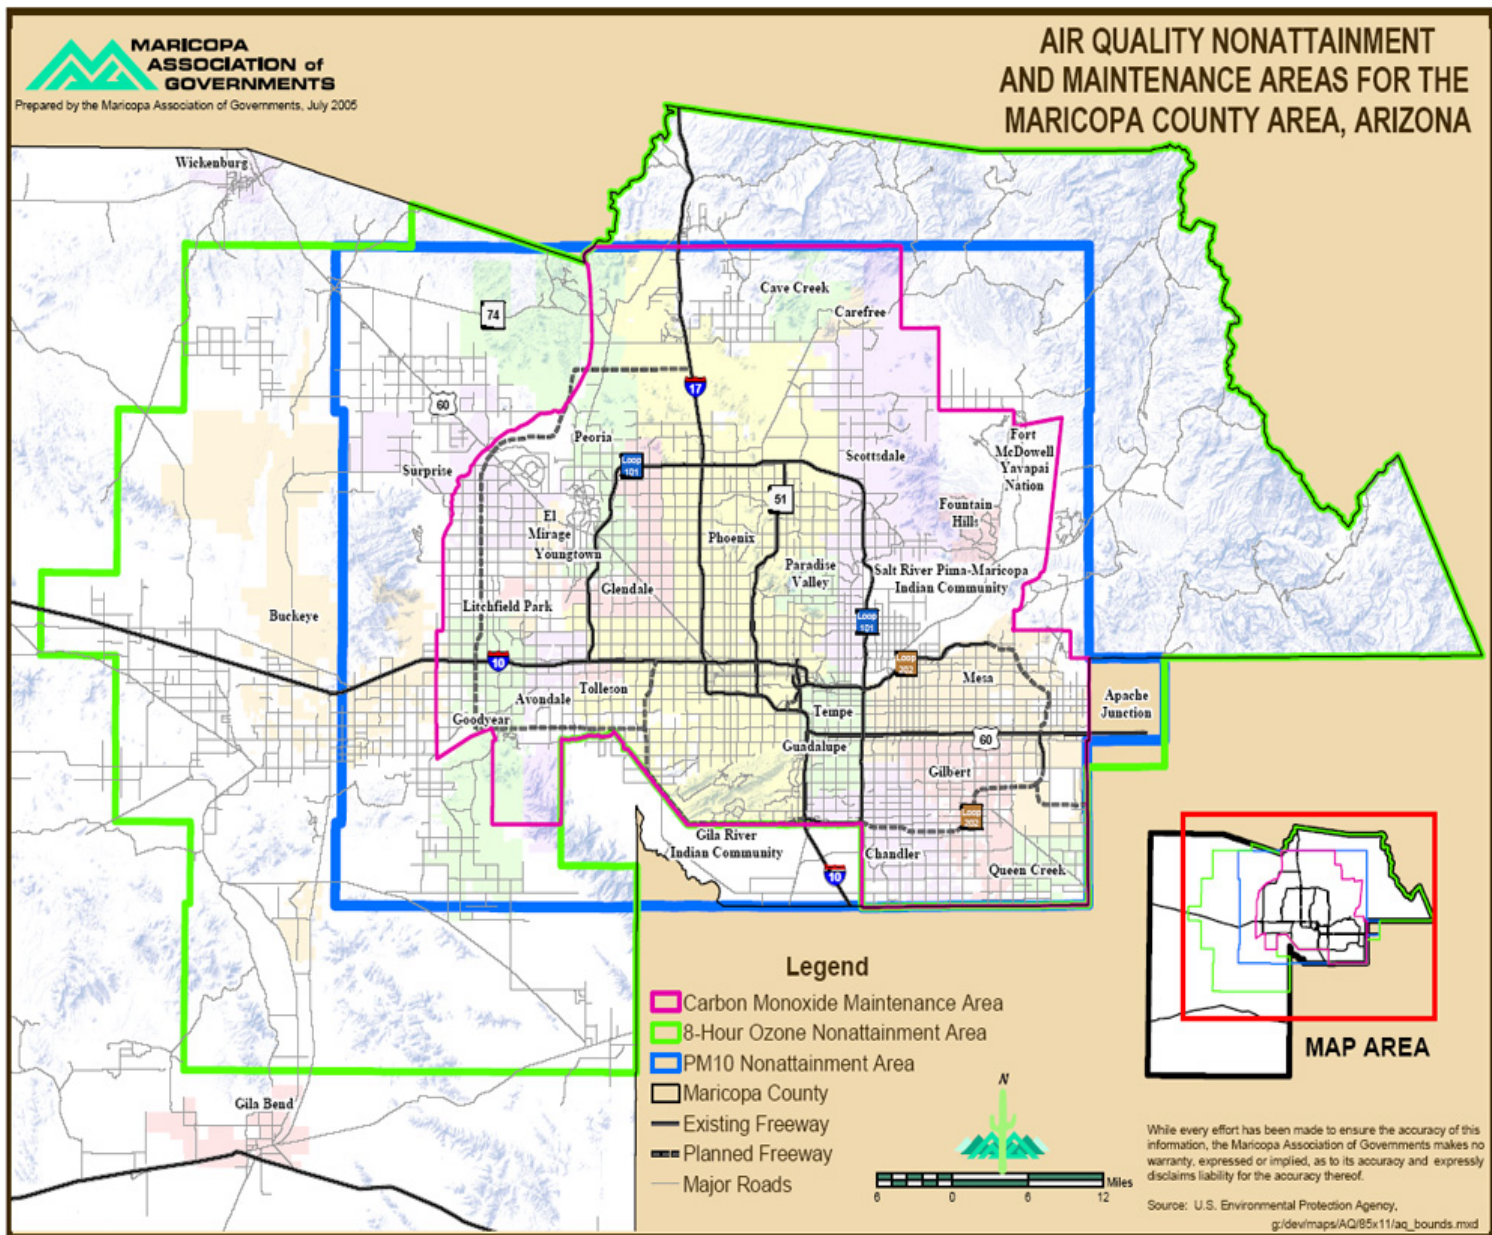 MARICOPA
ASSOCIATION of
GOVERNMENTS
Prepared by the Maricopa Association of Governments, July 2005
AIR QUALITY NONATTAINMENT
AND MAINTENANCE AREAS FOR THE
MARICOPA COUNTY AREA, ARIZONA
Wickenburg
Cave Creek
Carefree
74
17
60
Peoria
Fort
McDowell
Yavapai
Nation
Surprise
Loop
101
Scottsdale
51
Fountain
Hills
El
Mirage
Youngtown
Phoenix
Paradise
Valley
Salt River Pima-Maricopa
Indian Community
Glendale
Litchfield Park
Buckeye
Loop
101
10
Loop
202
Mesa
Avondale
Tolleson
Apache
Junction
Goodyear
Tempe
Guadalupe
60
Gilbert
Loop
202
Gila River
Indian Community
Chandler
10
Queen Creek
Gila Bend
Legend
Carbon Monoxide Maintenance Area
8-Hour Ozone Nonattainment Area
PM10 Nonattainment Area
Maricopa County
Existing Freeway
Planned Freeway
Major Roads
N
6 0 6 12 Miles
MAP AREA
While every effort has been made to ensure the accuracy of this
information, the Maricopa Association of Governments makes no
warranty, expressed or implied, as to its accuracy and expressly
disclaims liability for the accuracy thereof.
Source: U.S. Environmental Protection Agency,
g:/dev/maps/AQ/85x11/aq_bounds.mxd